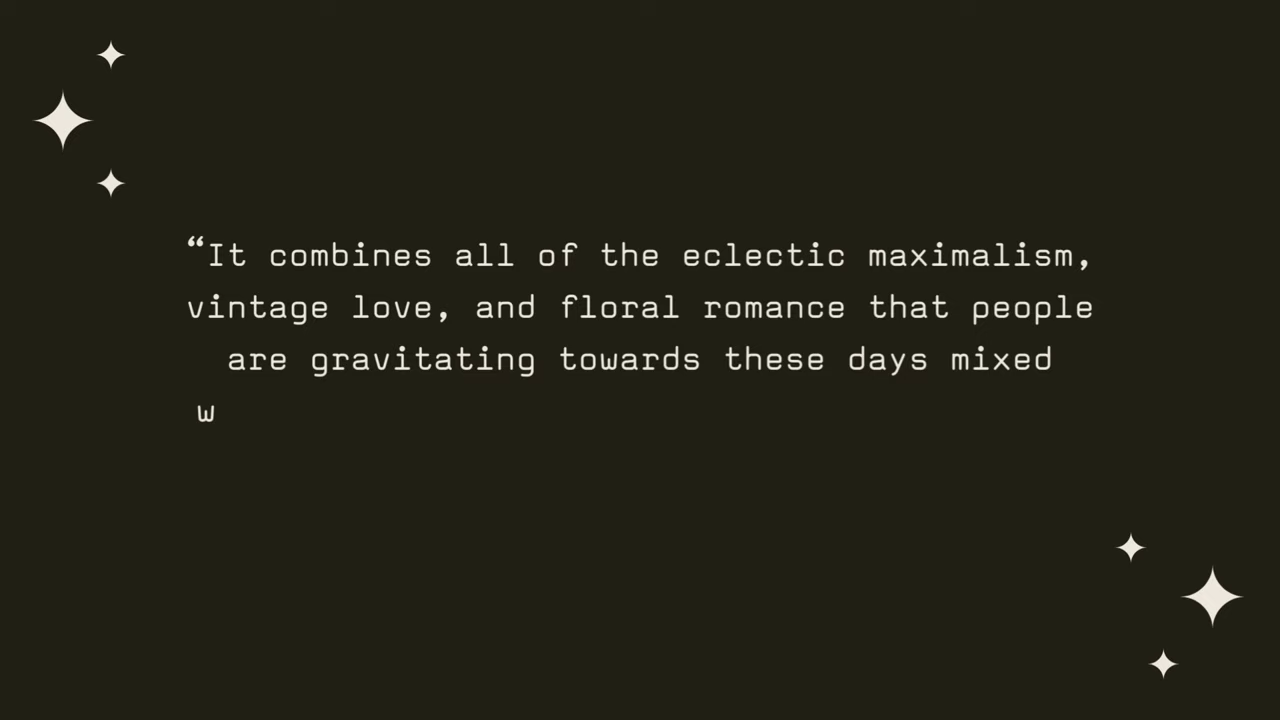 “It combines all of the eclectic maximalism,
vintage love, and floral romance that people
are gravitating towards these days mixed
w